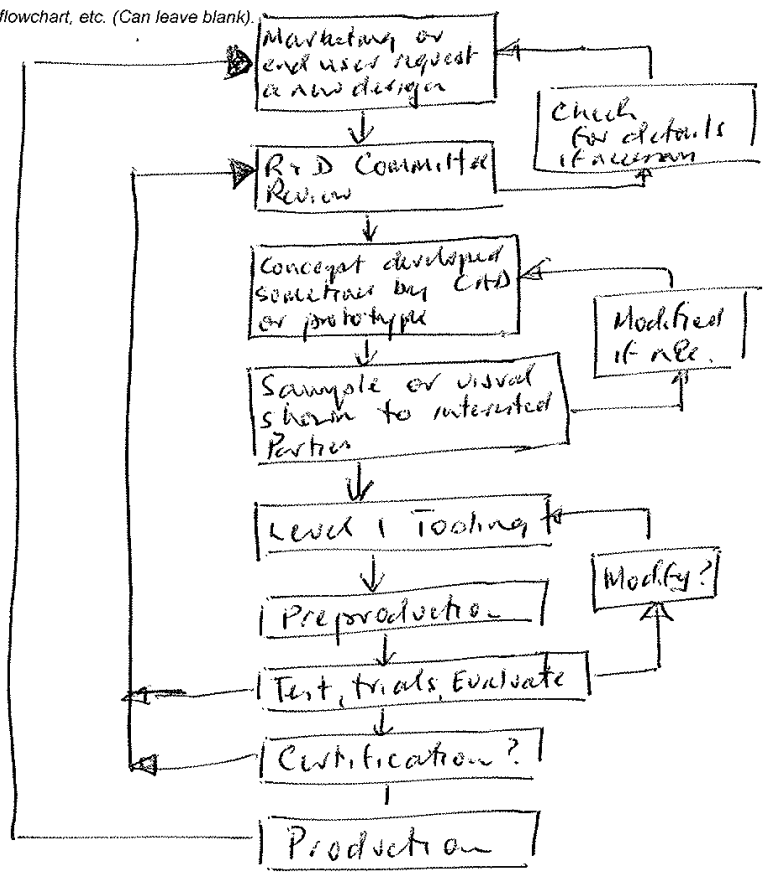 flowchart, etc. (Can leave blank).
Marketing or
end user request
a new design
Check
for details
if necessary
R & D Committee
Review
Concept developed
sometimes by CAD
or prototype
Modified
if nec.
Sample or visual
shown to interested
Parties
Level 1 Tooling
Modify?
Preproduction
Test, trials, Evaluate
Certification?
Production